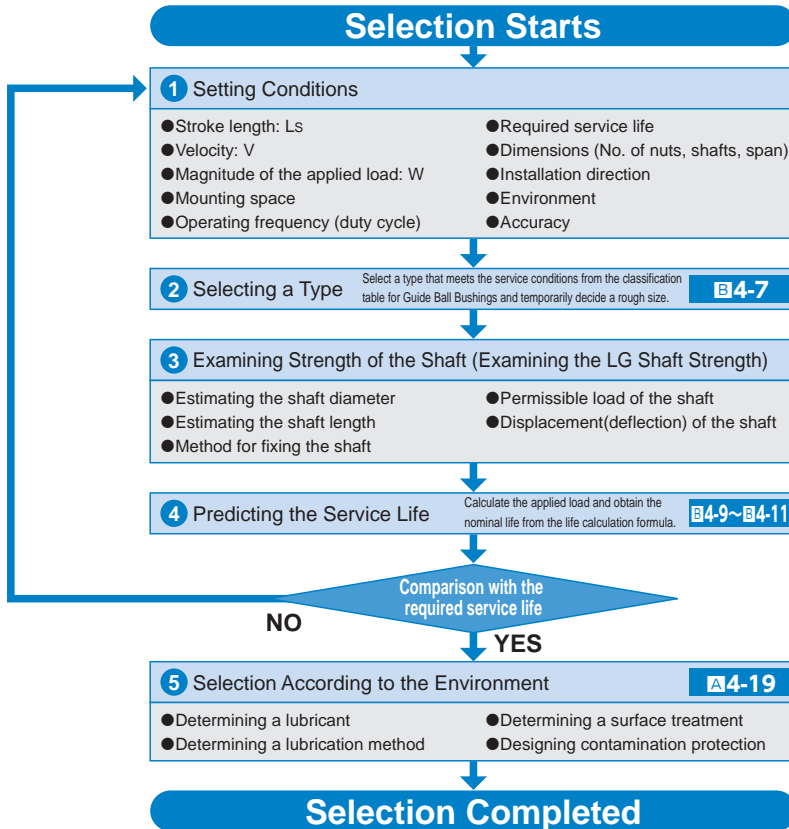 Selection Starts
1 Setting Conditions
●Stroke length: Ls
●Velocity: V
●Magnitude of the applied load: W
●Mounting space
●Operating frequency (duty cycle)
●Required service life
●Dimensions (No. of nuts, shafts, span)
●Installation direction
●Environment
●Accuracy
2 Selecting a Type
Select a type that meets the service conditions from the classification
table for Guide Ball Bushings and temporarily decide a rough size.
B4-7
3 Examining Strength of the Shaft (Examining the LG Shaft Strength)
●Estimating the shaft diameter
●Estimating the shaft length
●Method for fixing the shaft
●Permissible load of the shaft
●Displacement(deflection) of the shaft
4 Predicting the Service Life
Calculate the applied load and obtain the
nominal life from the life calculation formula.
B4-9~B4-11
Comparison with the
required service life
NO
YES
5 Selection According to the Environment
A4-19
●Determining a lubricant
●Determining a lubrication method
●Determining a surface treatment
●Designing contamination protection
Selection Completed